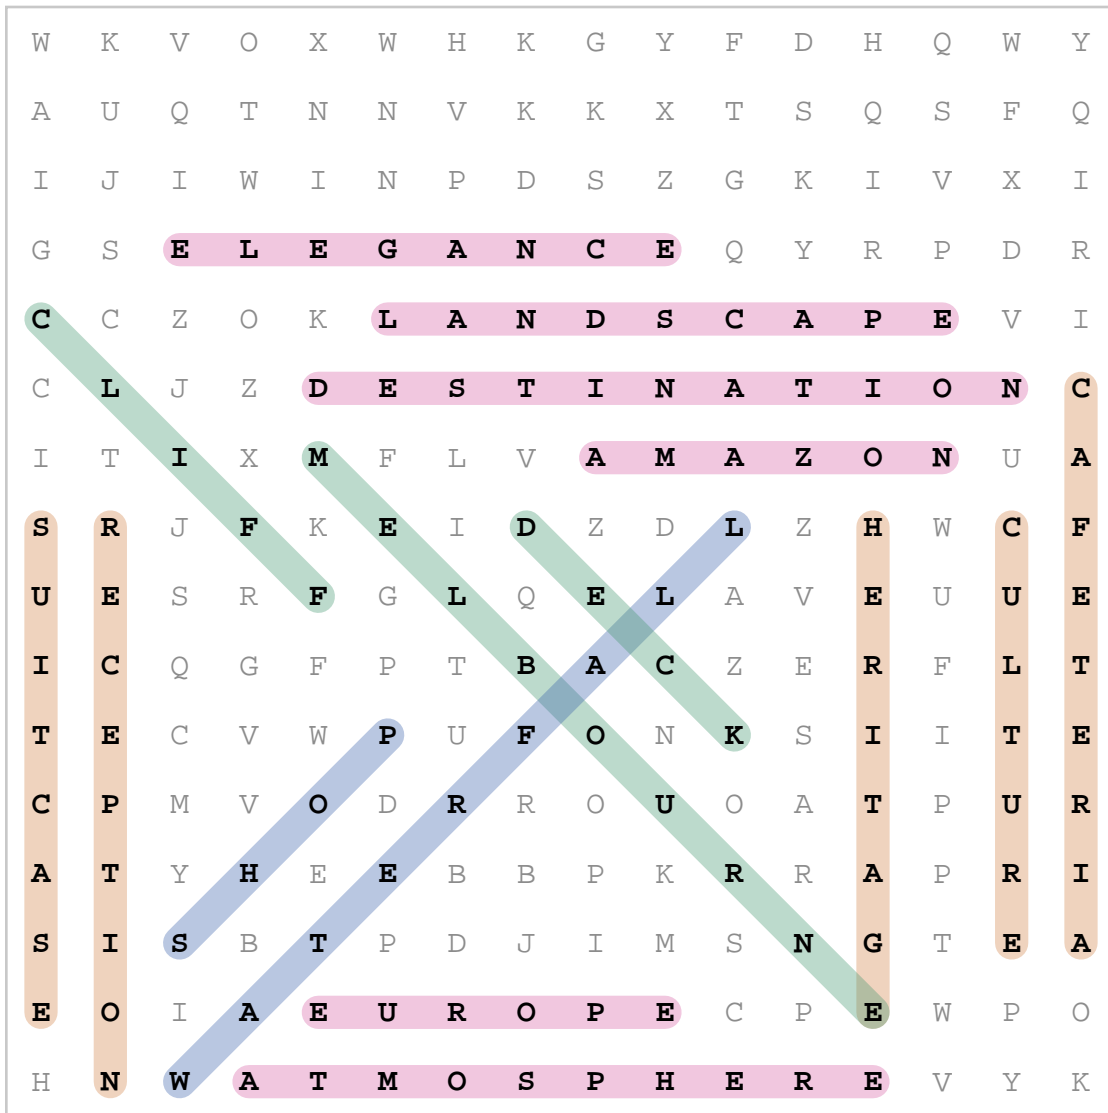 W K V O X W H K G Y F D H Q W Y
A U Q T N N V K K X T S Q S F Q
I J I W I N P D S Z G K I V X I
G S E L E G A N C E Q Y R P D R
C C Z O K L A N D S C A P E V I
C L J Z D E S T I N A T I O N C
I T I X M F L V A M A Z O N U A
S R J F K E I D Z D L Z H W C F
U E S R F G L Q E L A V E U U E
I C Q G F P T B A C Z E R F L T
T E C V W P U F O N K S I I T E
C P M V O D R R O U O A T P U R
A T Y H E E B B P K R R A P R I
S I S B T P D J I M S N G T E A
E O I A E U R O P E C P E W P O
H N W A T M O S P H E R E V Y K